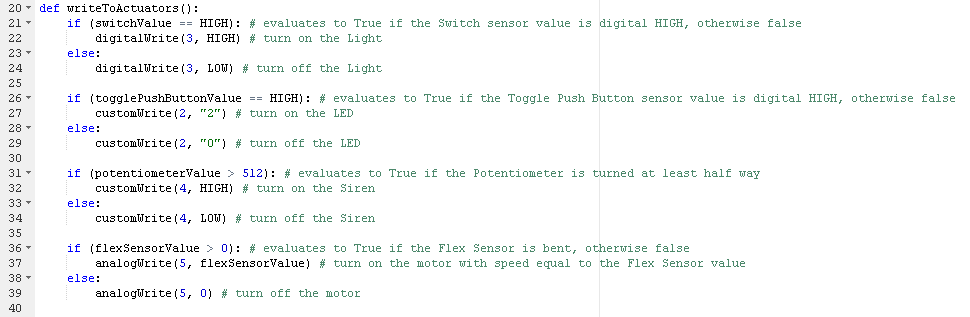 20 def writeToActuators():
21 if (switchValue == HIGH): # evaluates to True if the Switch sensor value is digital HIGH, otherwise false
22 digitalWrite(3, HIGH) # turn on the Light
23 else:
24 digitalWrite(3, LOW) # turn off the Light
25
26 if (togglePushButtonValue == HIGH): # evaluates to True if the Toggle Push Button sensor value is digital HIGH, otherwise false
27 customWrite(2, "2") # turn on the LED
28 else:
29 customWrite(2, "0") # turn off the LED
30
31 if (potentiometerValue > 512): # evaluates to True if the Potentiometer is turned at least half way
32 customWrite(4, HIGH) # turn on the Siren
33 else:
34 customWrite(4, LOW) # turn off the Siren
35
36 if (flexSensorValue > 0): # evaluates to True if the Flex Sensor is bent, otherwise false
37 analogWrite(5, flexSensorValue) # turn on the motor with speed equal to the Flex Sensor value
38 else:
39 analogWrite(5, 0) # turn off the motor
40